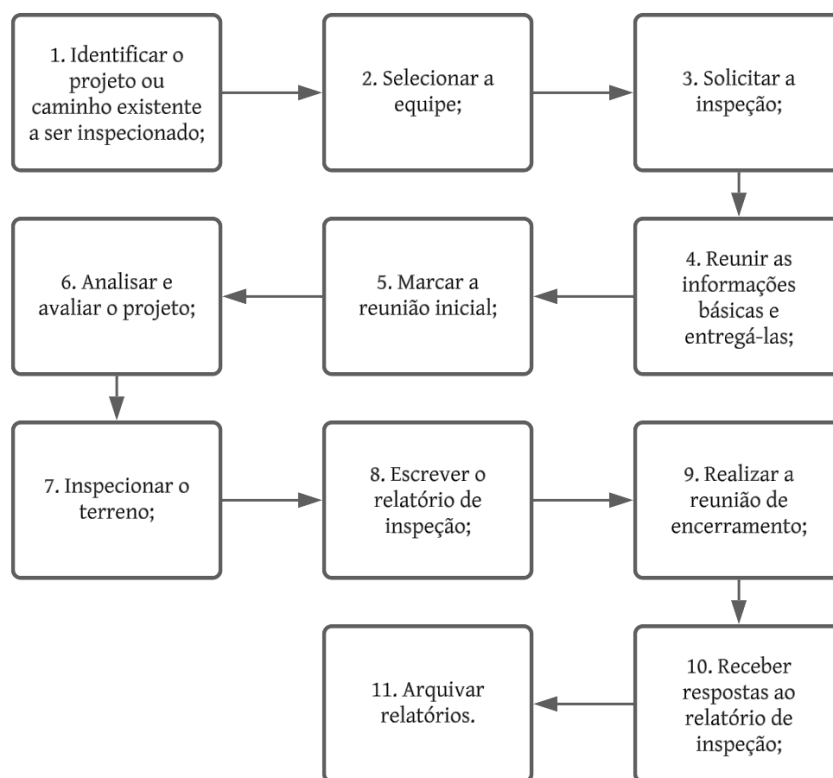 1. Identificar o
projeto ou
caminho existente
a ser inspecionado;
2. Selecionar a
equipe;
3. Solicitar a
inspeção;
4. Reunir as
informações
básicas e
entregá-las;
5. Marcar a
reunião inicial;
6. Analisar e
avaliar o projeto;
7. Inspecionar o
terreno;
8. Escrever o
relatório de
inspeção;
9. Realizar a
reunião de
encerramento;
10. Receber
respostas ao
relatório de
inspeção;
11. Arquivar
relatórios.